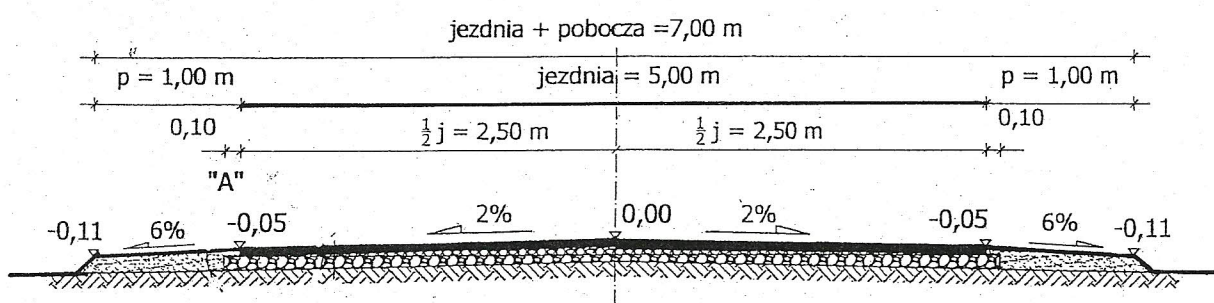 jezdnia + pobocza =7,00 m
p = 1,00 m jezdnia = 5,00 m p = 1,00 m
0,10 ½ j = 2,50 m ½ j = 2,50 m 0,10
"A"
-0,11 6% -0,05 2% 0,00 2% -0,05 6% -0,11